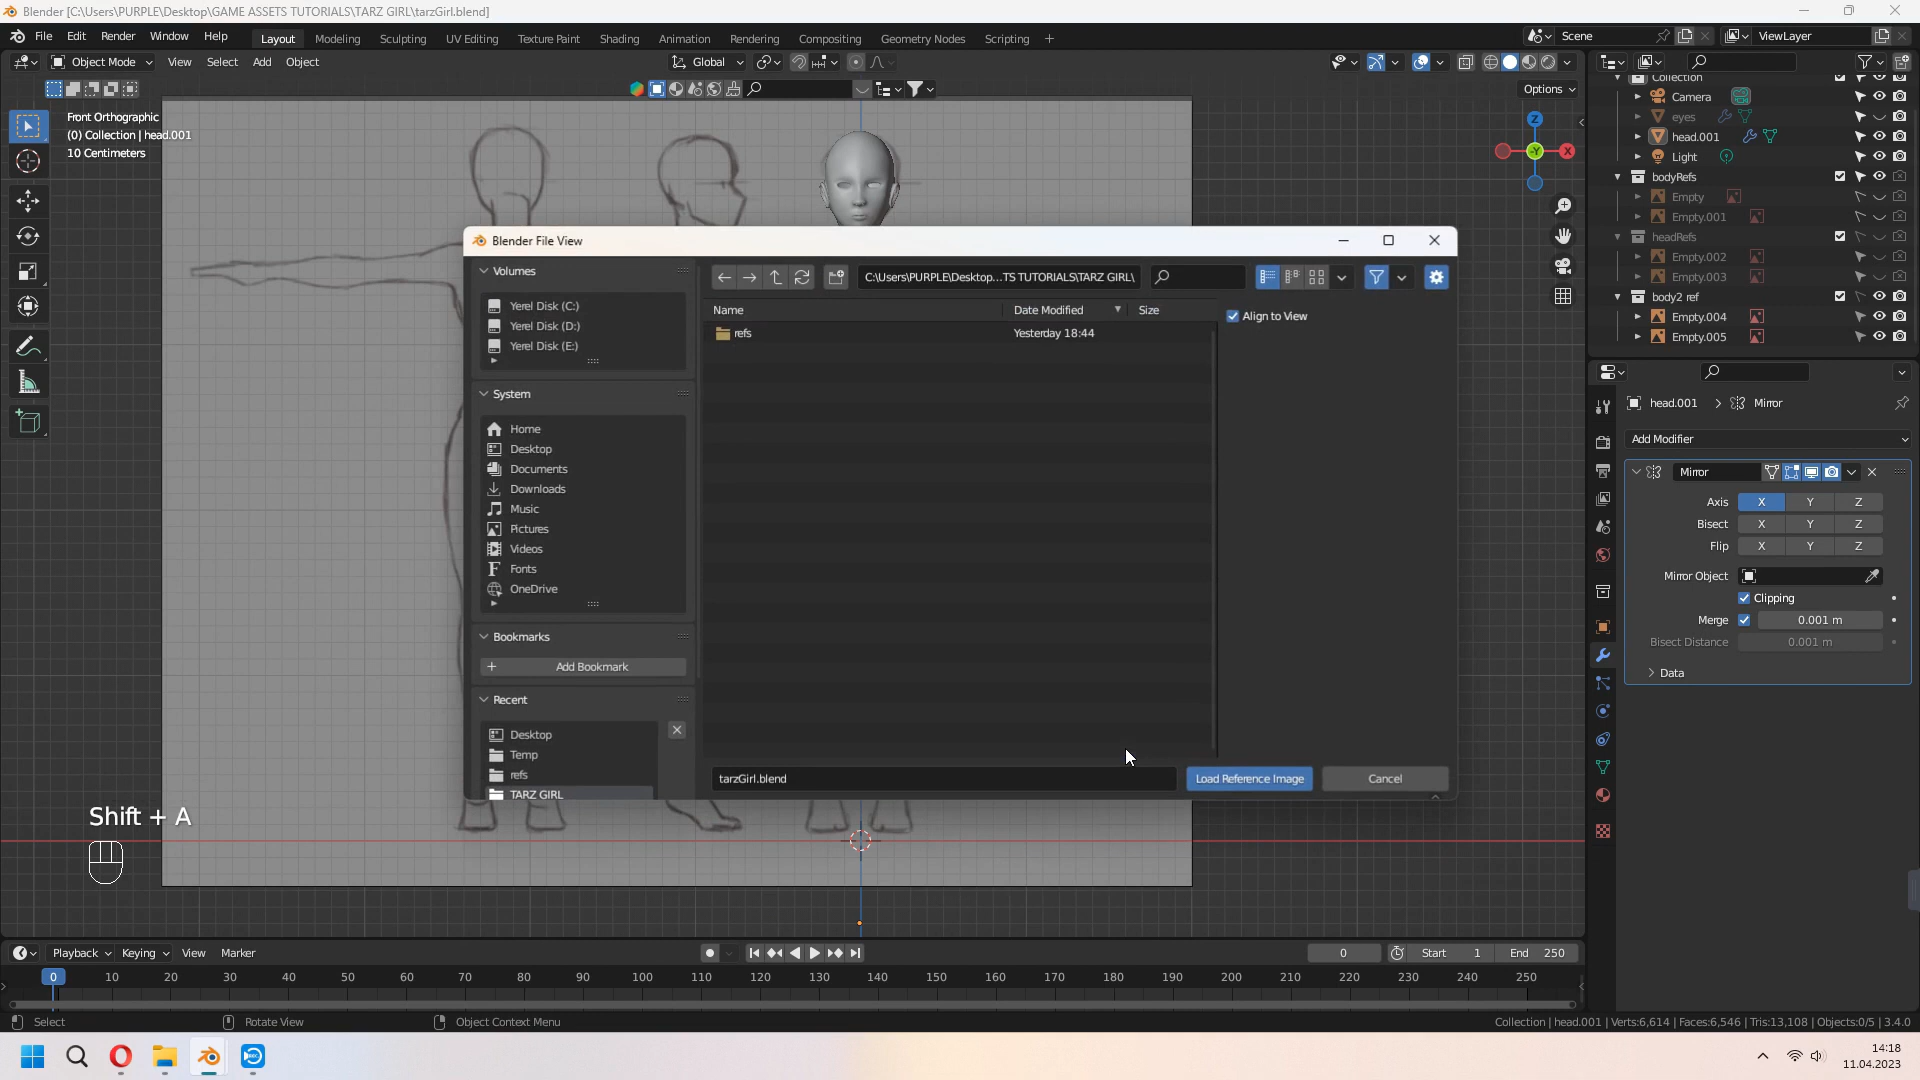 Blender [C:\Users\PURPLE\Desktop\GAME ASSETS TUTORIALS\TARZ GIRL\tarzGirl.blend]
File Edit Render Window Help Layout Modeling Sculpting UV Editing Texture Paint Shading Animation Rendering Compositing Geometry Nodes Scripting + Scene ViewLayer
Object Mode View Select Add Object Global
Options
Front Orthographic
(0) Collection | head.001
10 Centimeters
Z
X
-Y
Collection
Camera
eyes
head.001
Light
bodyRefs
Empty
Empty.001
headRefs
Empty.002
Empty.003
body2 ref
Empty.004
Empty.005
Blender File View
Volumes
Yerel Disk (C:)
Yerel Disk (D:)
Yerel Disk (E:)
System
Home
Desktop
Documents
Downloads
Music
Pictures
Videos
Fonts
OneDrive
Bookmarks
Add Bookmark
Recent
Desktop
Temp
refs
TARZ GIRL
C:\Users\PURPLE\Desktop...TS TUTORIALS\TARZ GIRL\
Name Date Modified Size
refs Yesterday 18:44
Align to View
tarzGirl.blend Load Reference Image Cancel
head.001 Mirror
Add Modifier
Mirror
Axis X Y Z
Bisect X Y Z
Flip X Y Z
Mirror Object
Clipping
Merge 0.001 m
Bisect Distance 0.001 m
Data
Shift + A
Playback Keying View Marker 0 Start 1 End 250
0 10 20 30 40 50 60 70 80 90 100 110 120 130 140 150 160 170 180 190 200 210 220 230 240 250
Select Rotate View Object Context Menu Collection | head.001 | Verts:6,614 | Faces:6,546 | Tris:13,108 | Objects:0/5 | 3.4.0
14:18
11.04.2023